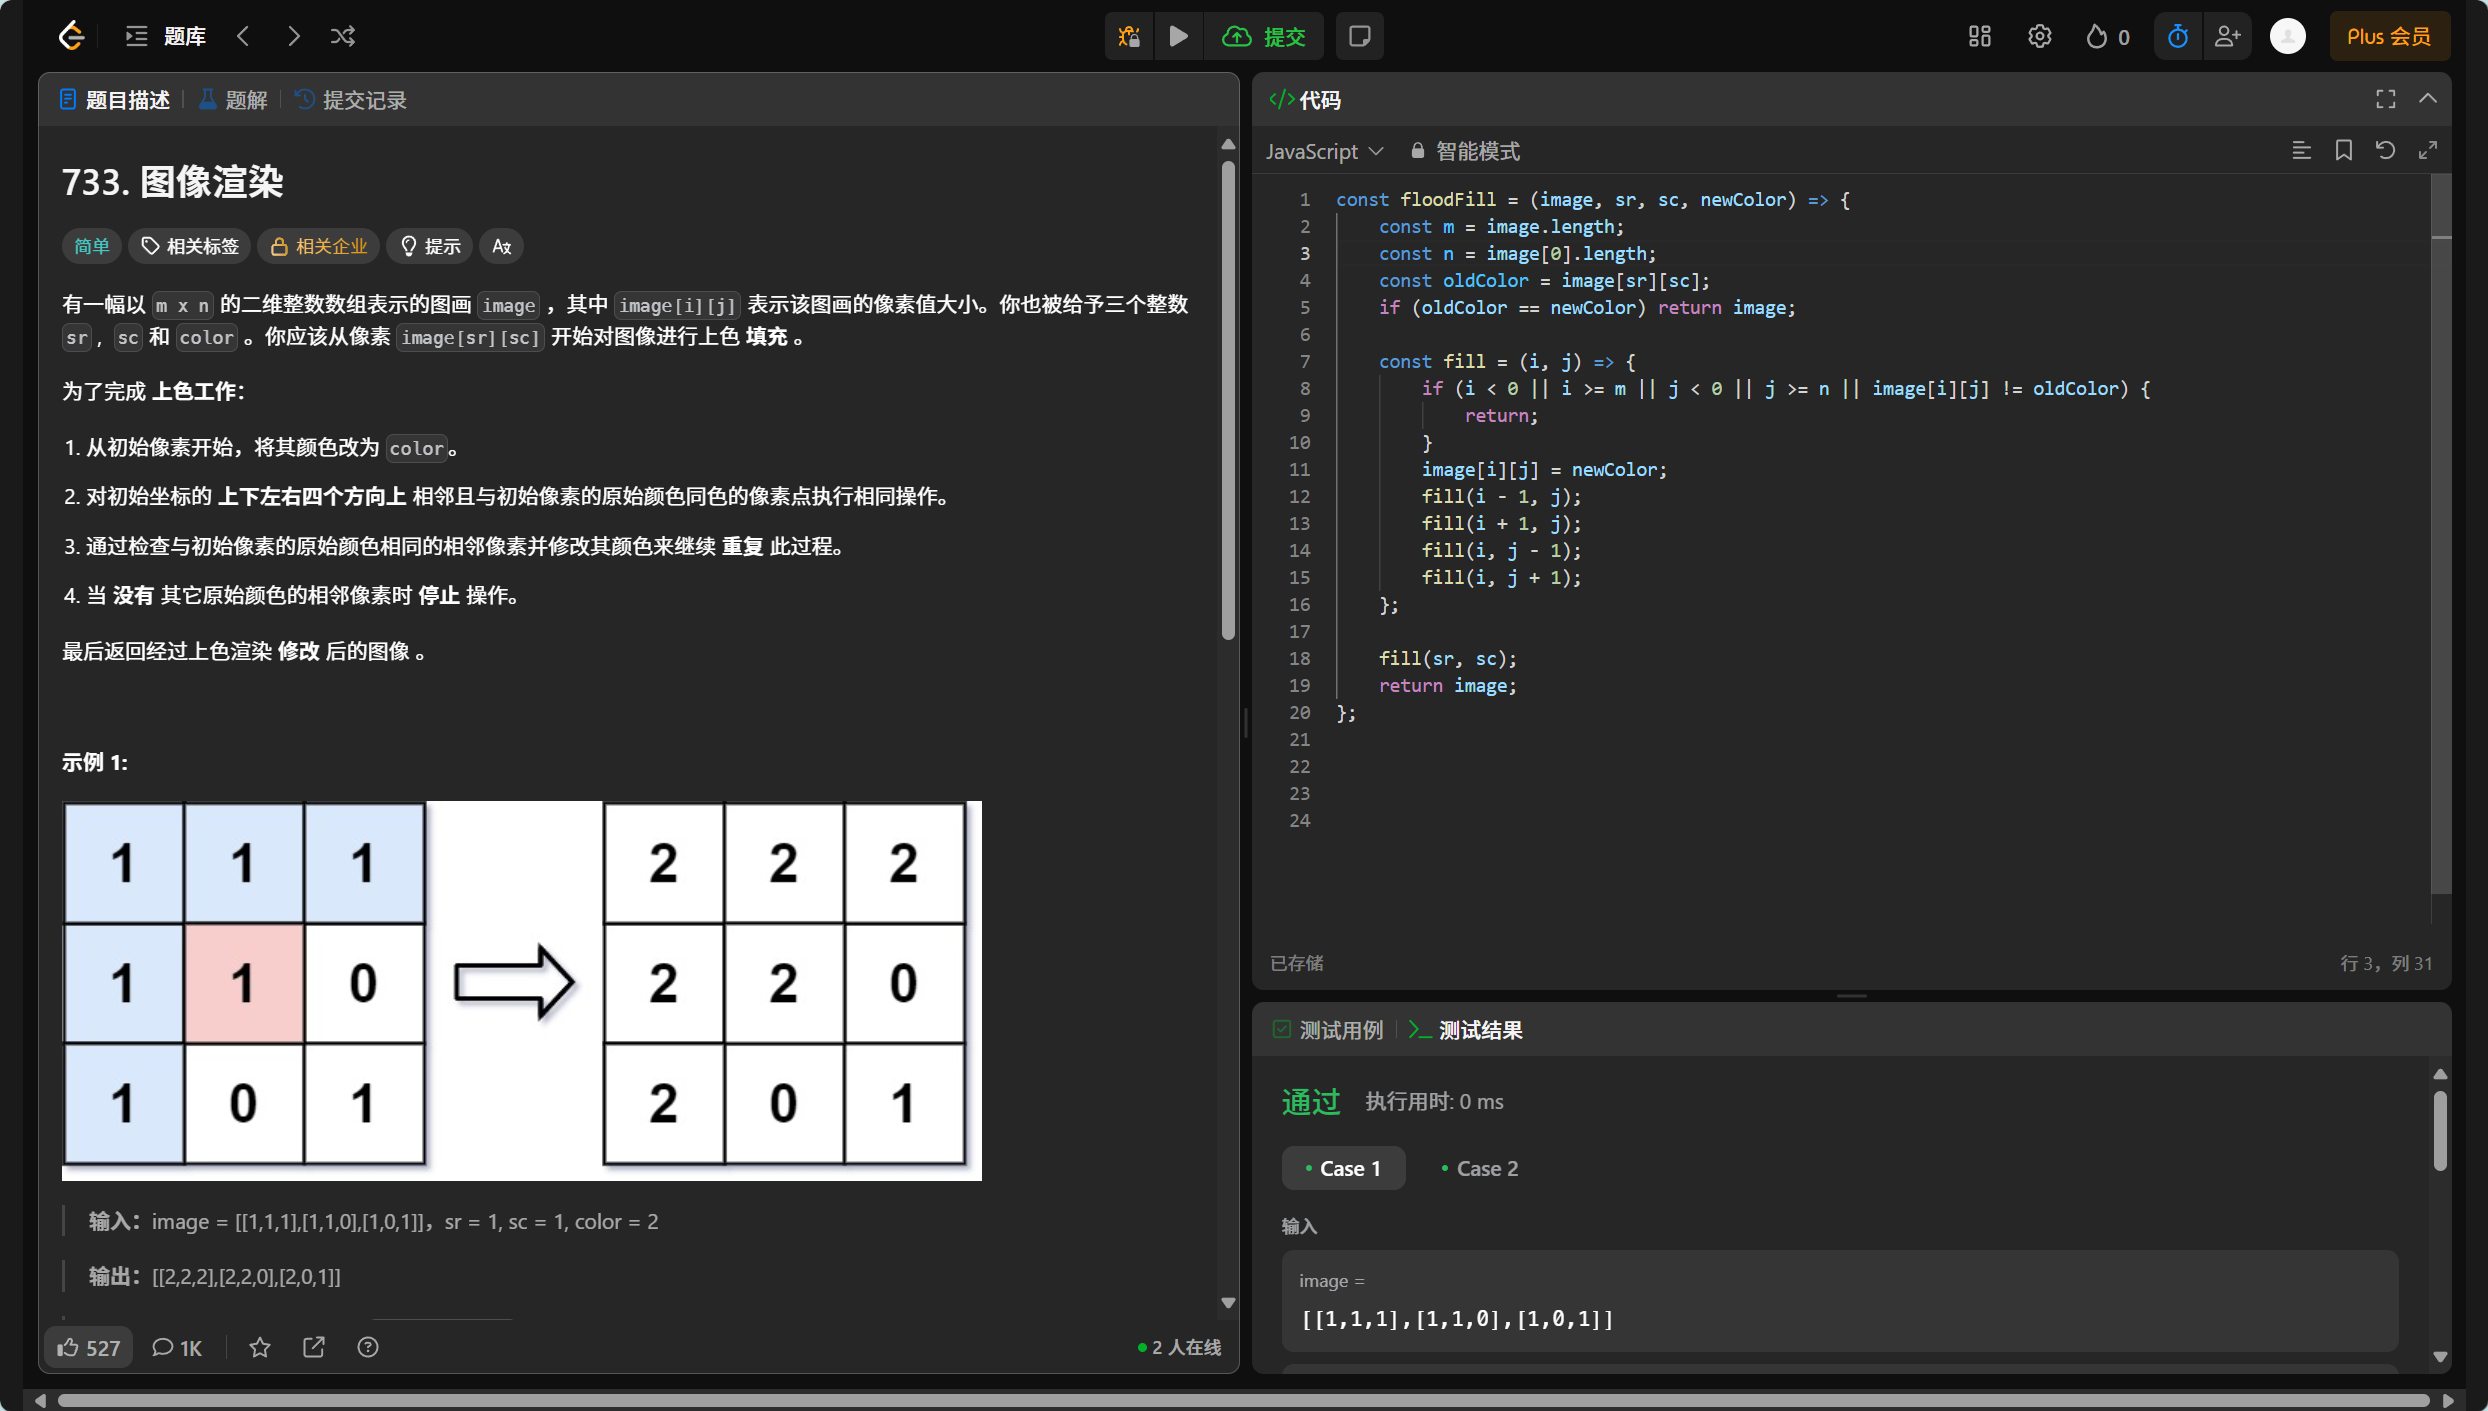 题库
提交
0
Plus 会员
题目描述
题解
提交记录
733. 图像渲染
简单
相关标签
相关企业
提示
有一幅以 m x n 的二维整数数组表示的图画 image ，其中 image[i][j] 表示该图画的像素值大小。你也被给予三个整数
sr , sc 和 color 。你应该从像素 image[sr][sc] 开始对图像进行上色 填充 。
为了完成 上色工作：
1. 从初始像素开始，将其颜色改为 color。
2. 对初始坐标的 上下左右四个方向上 相邻且与初始像素的原始颜色同色的像素点执行相同操作。
3. 通过检查与初始像素的原始颜色相同的相邻像素并修改其颜色来继续 重复 此过程。
4. 当 没有 其它原始颜色的相邻像素时 停止 操作。
最后返回经过上色渲染 修改 后的图像 。
示例 1:
1 1 1 2 2 2
1 1 0 2 2 0
1 0 1 2 0 1
输入：image = [[1,1,1],[1,1,0],[1,0,1]]，sr = 1, sc = 1, color = 2
输出：[[2,2,2],[2,2,0],[2,0,1]]
527
1K
2 人在线
代码
JavaScript
智能模式
1 const floodFill = (image, sr, sc, newColor) => {
2 const m = image.length;
3 const n = image[0].length;
4 const oldColor = image[sr][sc];
5 if (oldColor == newColor) return image;
6
7 const fill = (i, j) => {
8 if (i < 0 || i >= m || j < 0 || j >= n || image[i][j] != oldColor) {
9 return;
10 }
11 image[i][j] = newColor;
12 fill(i - 1, j);
13 fill(i + 1, j);
14 fill(i, j - 1);
15 fill(i, j + 1);
16 };
17
18 fill(sr, sc);
19 return image;
20 };
21
22
23
24
已存储
行 3，列 31
测试用例
测试结果
通过
执行用时: 0 ms
Case 1
Case 2
输入
image =
[[1,1,1],[1,1,0],[1,0,1]]